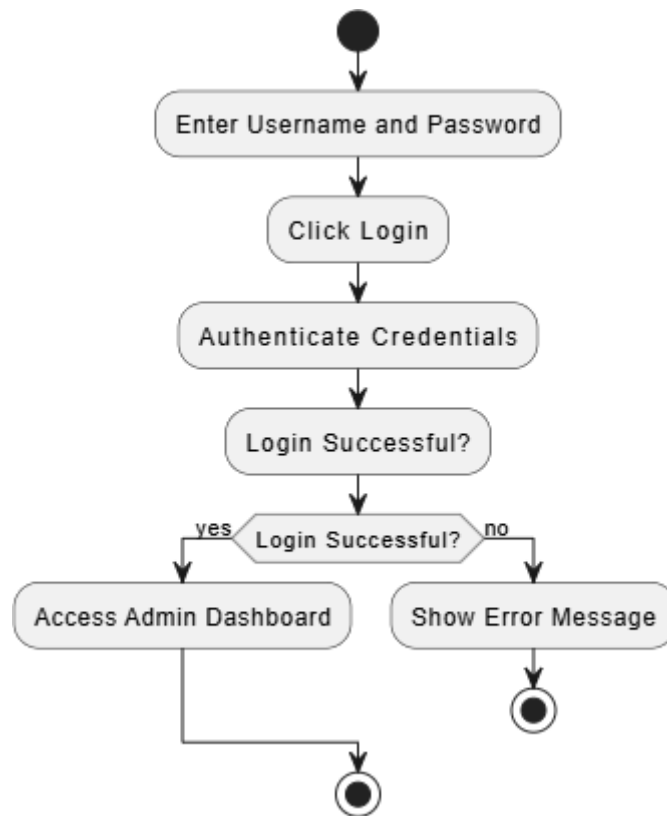 Enter Username and Password
Click Login
Authenticate Credentials
Login Successful?
yes
Login Successful?
no
Access Admin Dashboard
Show Error Message